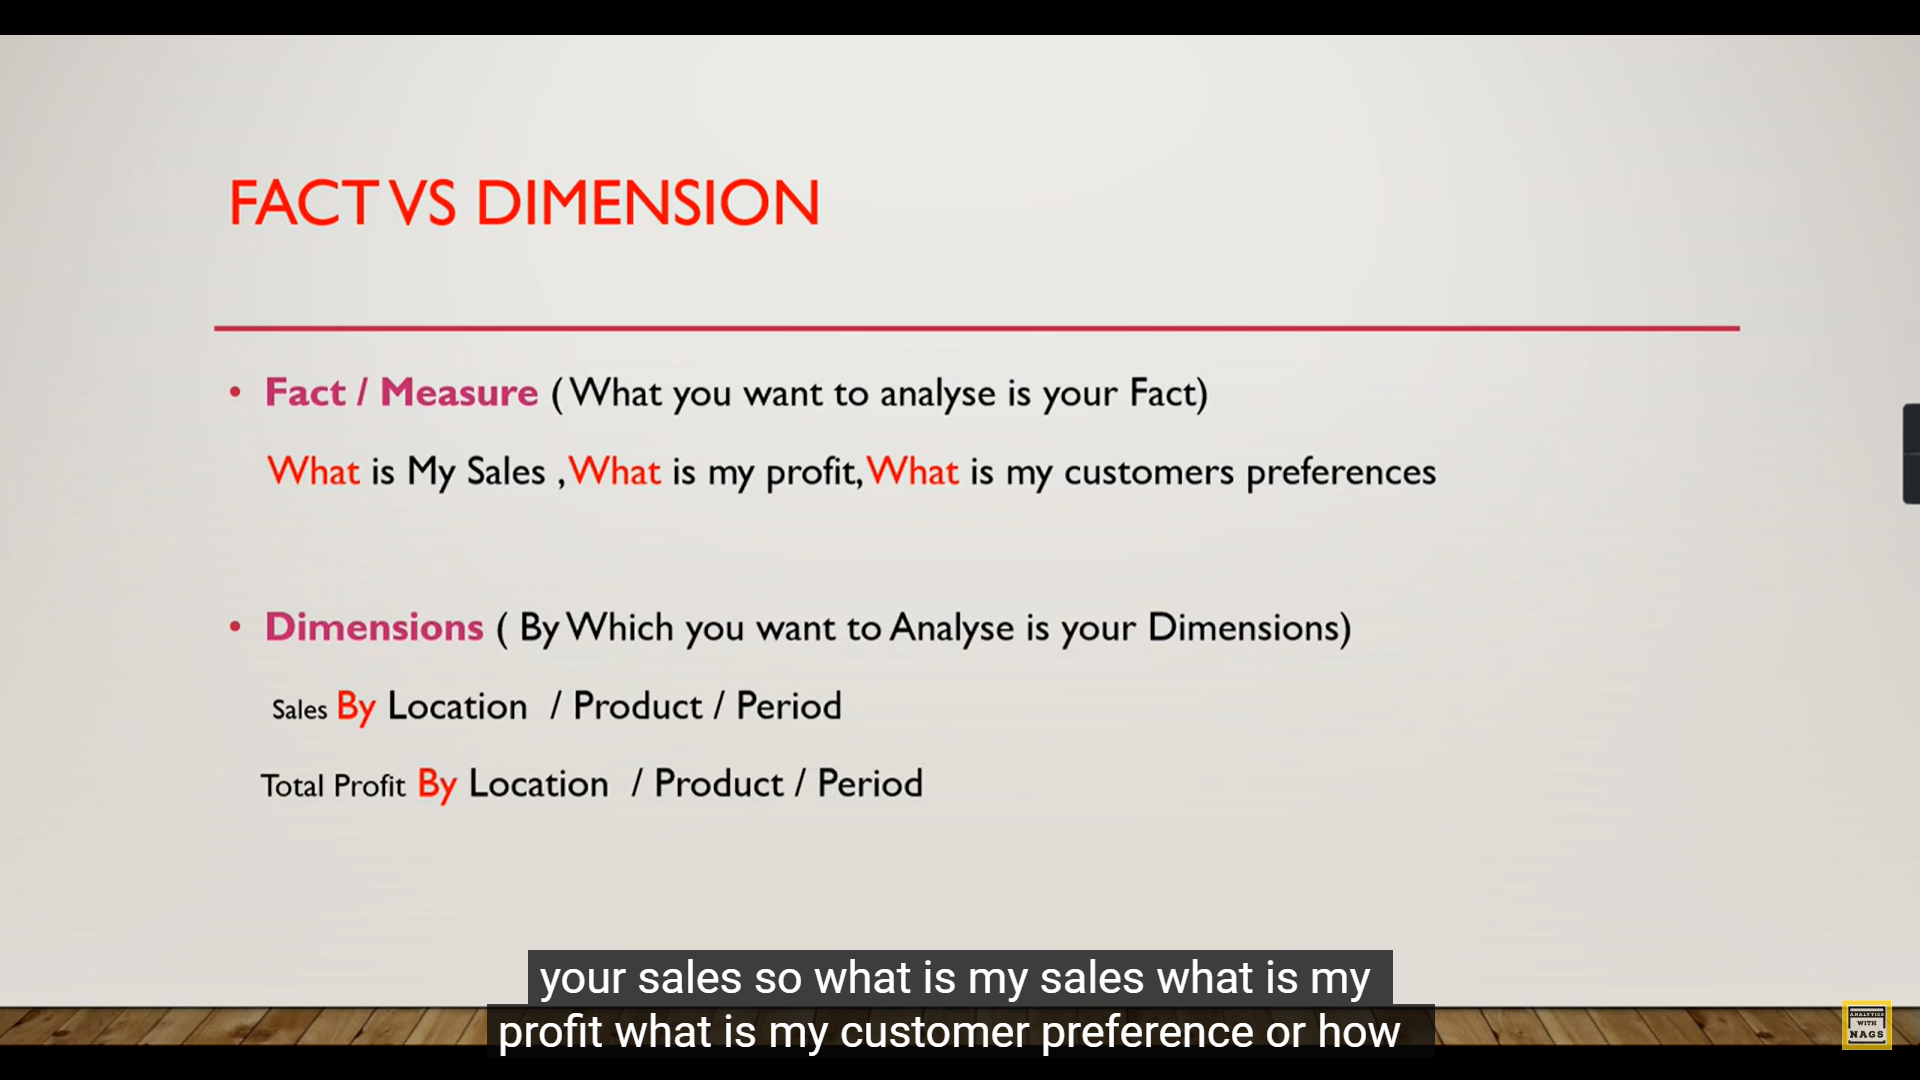 FACT VS DIMENSION
• Fact / Measure ( What you want to analyse is your Fact)
What is My Sales , What is my profit, What is my customers preferences
• Dimensions ( By Which you want to Analyse is your Dimensions)
Sales By Location / Product / Period
Total Profit By Location / Product / Period
your sales so what is my sales what is my
profit what is my customer preference or how
ANALYTICS
WITH
NAGS